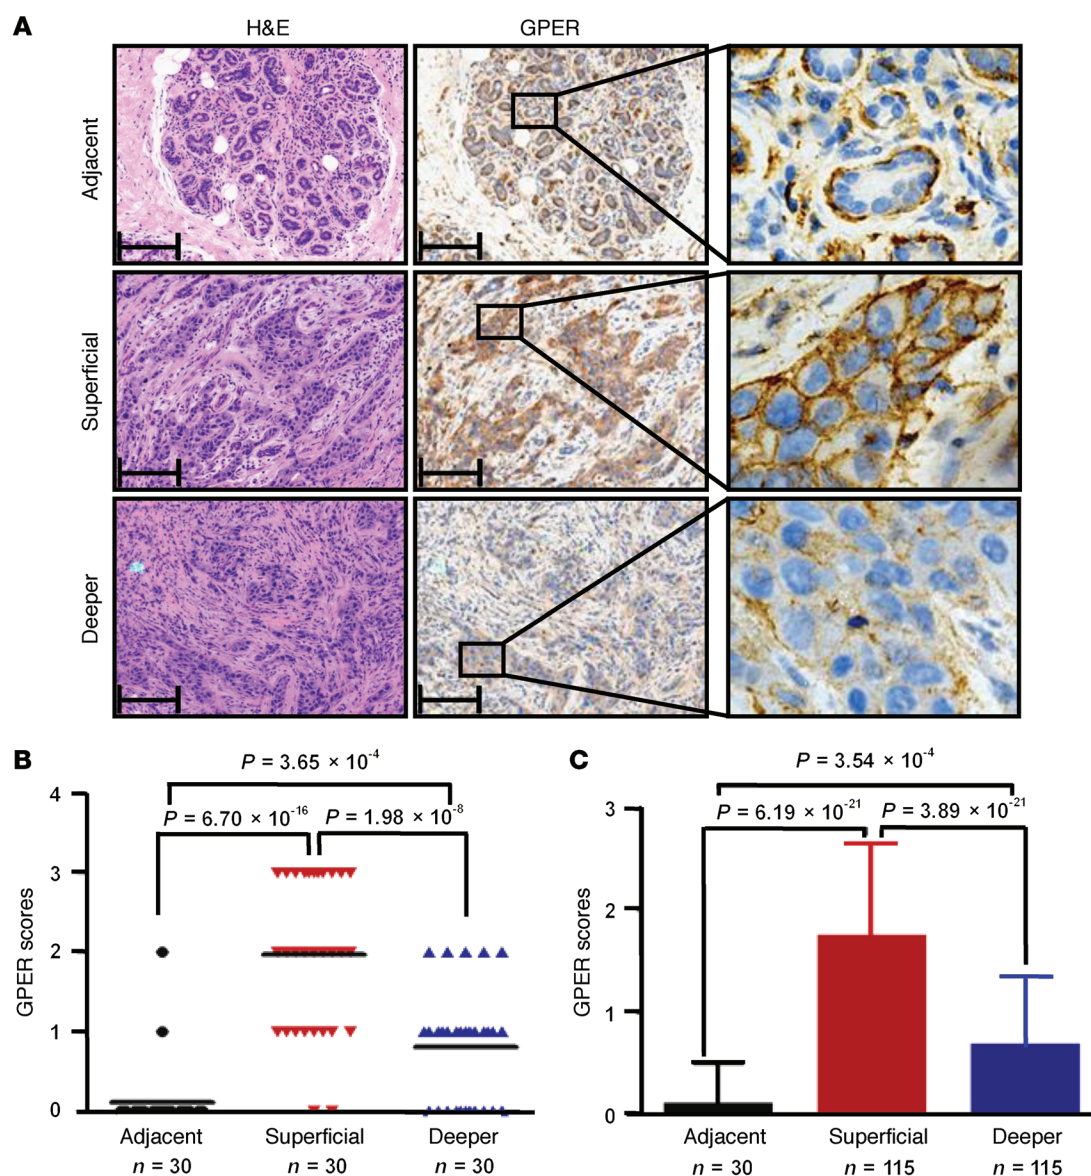 A
H&E
GPER
Adjacent
Superficial
Deeper
B
P = 3.65 × 10-4
P = 6.70 × 10-16
P = 1.98 × 10-8
GPER scores
4
3
2
1
0
Adjacent
Superficial
Deeper
n = 30
n = 30
n = 30
C
P = 3.54 × 10-4
P = 6.19 × 10-21
P = 3.89 × 10-21
GPER scores
3
2
1
0
Adjacent
Superficial
Deeper
n = 30
n = 115
n = 115